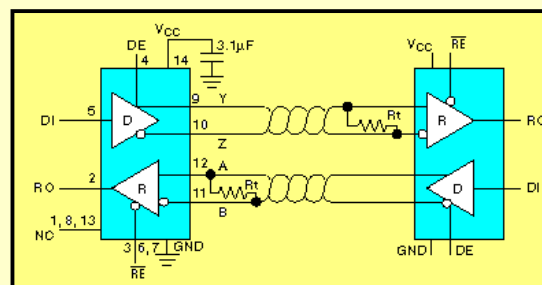 DE
4
VCC
14
3.1µF
DI
5
D
9
Y
10
Z
RO
2
R
12
A
11
B
Rt
1, 8, 13
NC
3
RE
6, 7
GND
VCC
RE
Rt
R
RO
D
DI
GND
DE